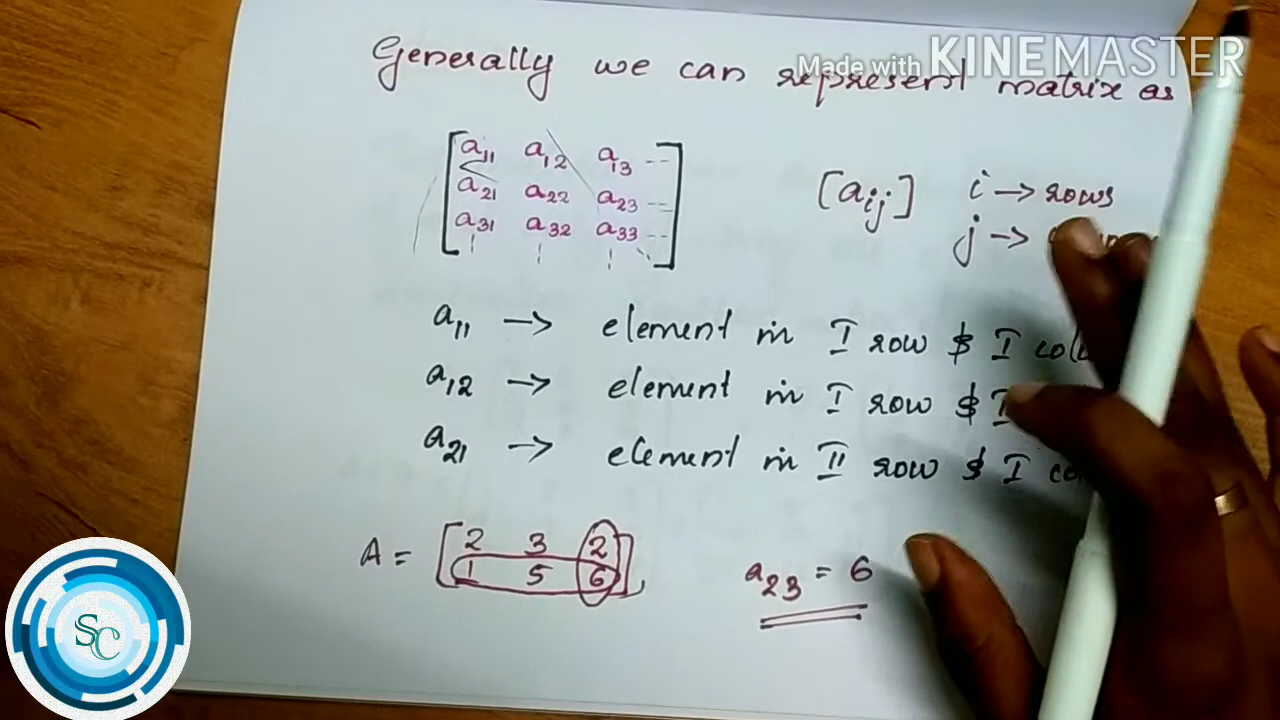 Generally we can represent matrix as
Made with KINEMASTER
a11 a12 a13 --
a21 a22 a23 --
a31 a32 a33 --
[aij] i → rows
j →
a11 → element in I row & I
a12 → element in I row &
a21 → element in II row & I
A = [2 3 2
1 5 6], a23 = 6
SC